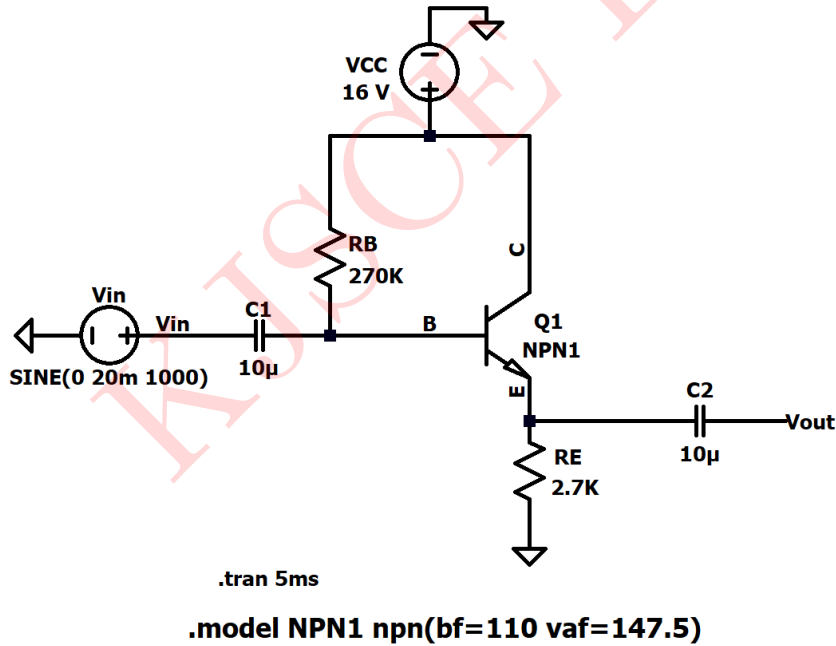 VCC
16 V
RB
270K
C
Vin
Vin
C1
10µ
SINE(0 20m 1000)
B
Q1
NPN1
E
C2
10µ
Vout
RE
2.7K
.tran 5ms
.model NPN1 npn(bf=110 vaf=147.5)
KJSCE